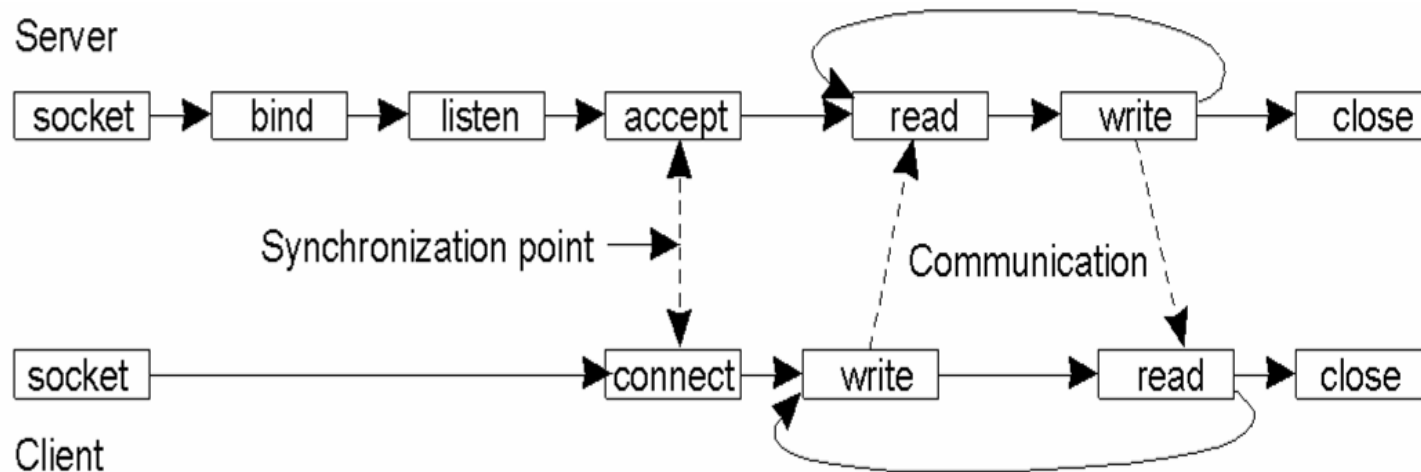 Server
socket bind listen accept read write close
Synchronization point
Communication
socket connect write read close
Client